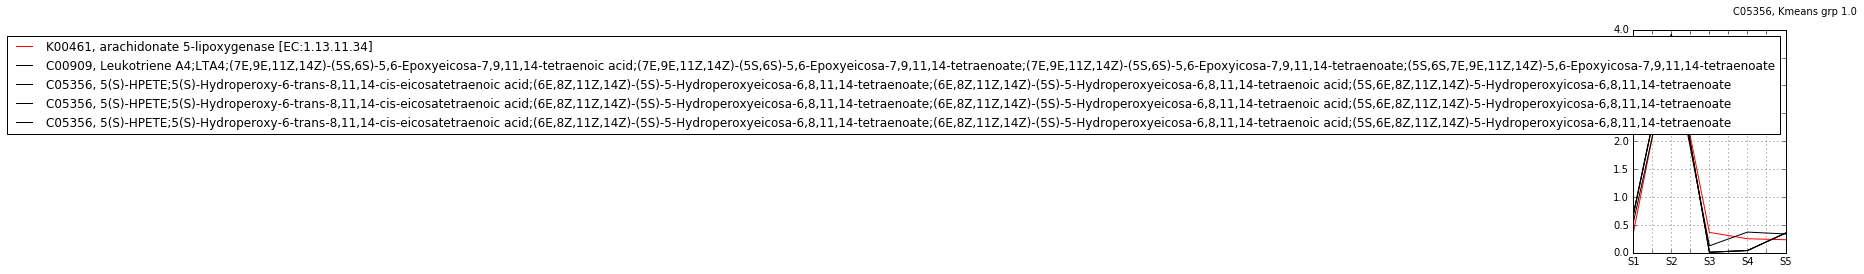 C05356, Kmeans grp 1.0
4.0
K00461, arachidonate 5-lipoxygenase [EC:1.13.11.34]
C00909, Leukotriene A4;LTA4;(7E,9E,11Z,14Z)-(5S,6S)-5,6-Epoxyeicosa-7,9,11,14-tetraenoic acid;(7E,9E,11Z,14Z)-(5S,6S)-5,6-Epoxyeicosa-7,9,11,14-tetraenoate;(7E,9E,11Z,14Z)-(5S,6S)-5,6-Epoxyicosa-7,9,11,14-tetraenoate;(5S,6S,7E,9E,11Z,14Z)-5,6-Epoxyicosa-7,9,11,14-tetraenoate
C05356, 5(S)-HPETE;5(S)-Hydroperoxy-6-trans-8,11,14-cis-eicosatetraenoic acid;(6E,8Z,11Z,14Z)-(5S)-5-Hydroperoxyeicosa-6,8,11,14-tetraenoate;(6E,8Z,11Z,14Z)-(5S)-5-Hydroperoxyeicosa-6,8,11,14-tetraenoic acid;(5S,6E,8Z,11Z,14Z)-5-Hydroperoxyicosa-6,8,11,14-tetraenoate
C05356, 5(S)-HPETE;5(S)-Hydroperoxy-6-trans-8,11,14-cis-eicosatetraenoic acid;(6E,8Z,11Z,14Z)-(5S)-5-Hydroperoxyeicosa-6,8,11,14-tetraenoate;(6E,8Z,11Z,14Z)-(5S)-5-Hydroperoxyeicosa-6,8,11,14-tetraenoic acid;(5S,6E,8Z,11Z,14Z)-5-Hydroperoxyicosa-6,8,11,14-tetraenoate
C05356, 5(S)-HPETE;5(S)-Hydroperoxy-6-trans-8,11,14-cis-eicosatetraenoic acid;(6E,8Z,11Z,14Z)-(5S)-5-Hydroperoxyeicosa-6,8,11,14-tetraenoate;(6E,8Z,11Z,14Z)-(5S)-5-Hydroperoxyeicosa-6,8,11,14-tetraenoic acid;(5S,6E,8Z,11Z,14Z)-5-Hydroperoxyicosa-6,8,11,14-tetraenoate
2.0
1.5
1.0
0.5
0.0
S1 S2 S3 S4 S5